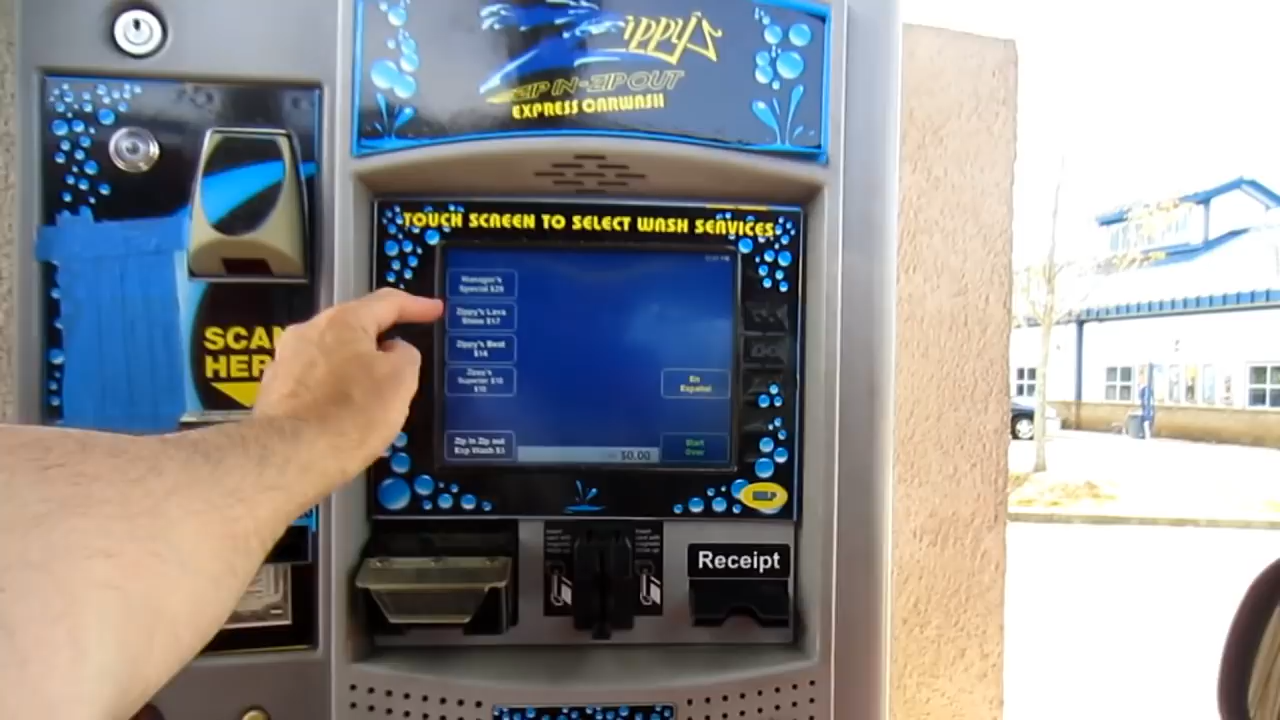 Zippy's
ZIP IN-ZIP OUT
EXPRESS CARWASH
TOUCH SCREEN TO SELECT WASH SERVICES
Manager's
Special $20
Zippy's Lava
Shine $17
Zippy's Best
$14
Zippy's
Superior $10
$10
Zip In Zip out
Exp Wash $5
En
Español
Start
Over
$0.00
SCAN
HERE
HELP
Receipt